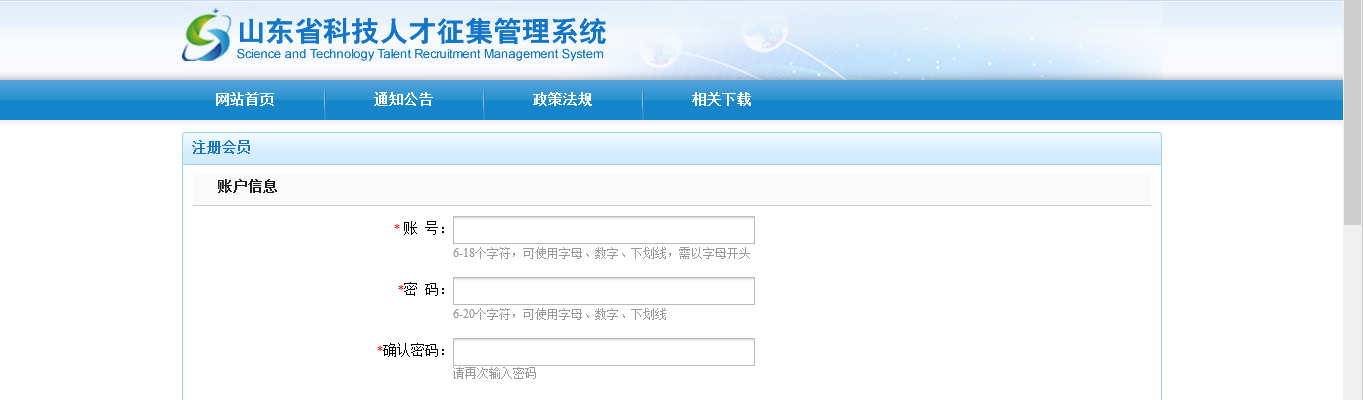 山东省科技人才征集管理系统
Science and Technology Talent Recruitment Management System
网站首页 通知公告 政策法规 相关下载
注册会员
账户信息
* 账 号：
6-18个字符，可使用字母、数字、下划线，需以字母开头
*密 码：
6-20个字符，可使用字母、数字、下划线
*确认密码：
请再次输入密码